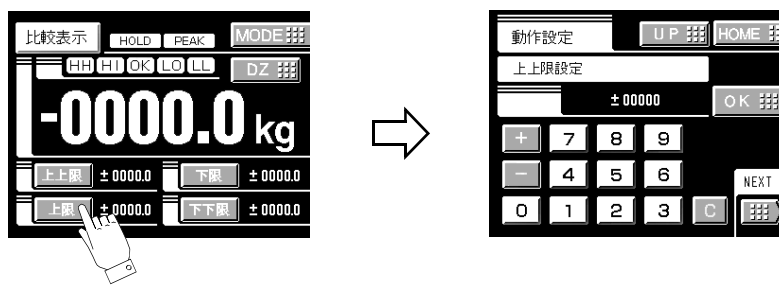 比較表示 HOLD PEAK MODE
HH HI OK LO LL DZ
-0000.0 kg
上上限 ±0000.0 下限 ±0000.0
上限 ±0000.0 下下限 ±0000.0
動作設定 UP HOME
上上限設定
±00000 OK
+ 7 8 9
- 4 5 6
NEXT
0 1 2 3 C